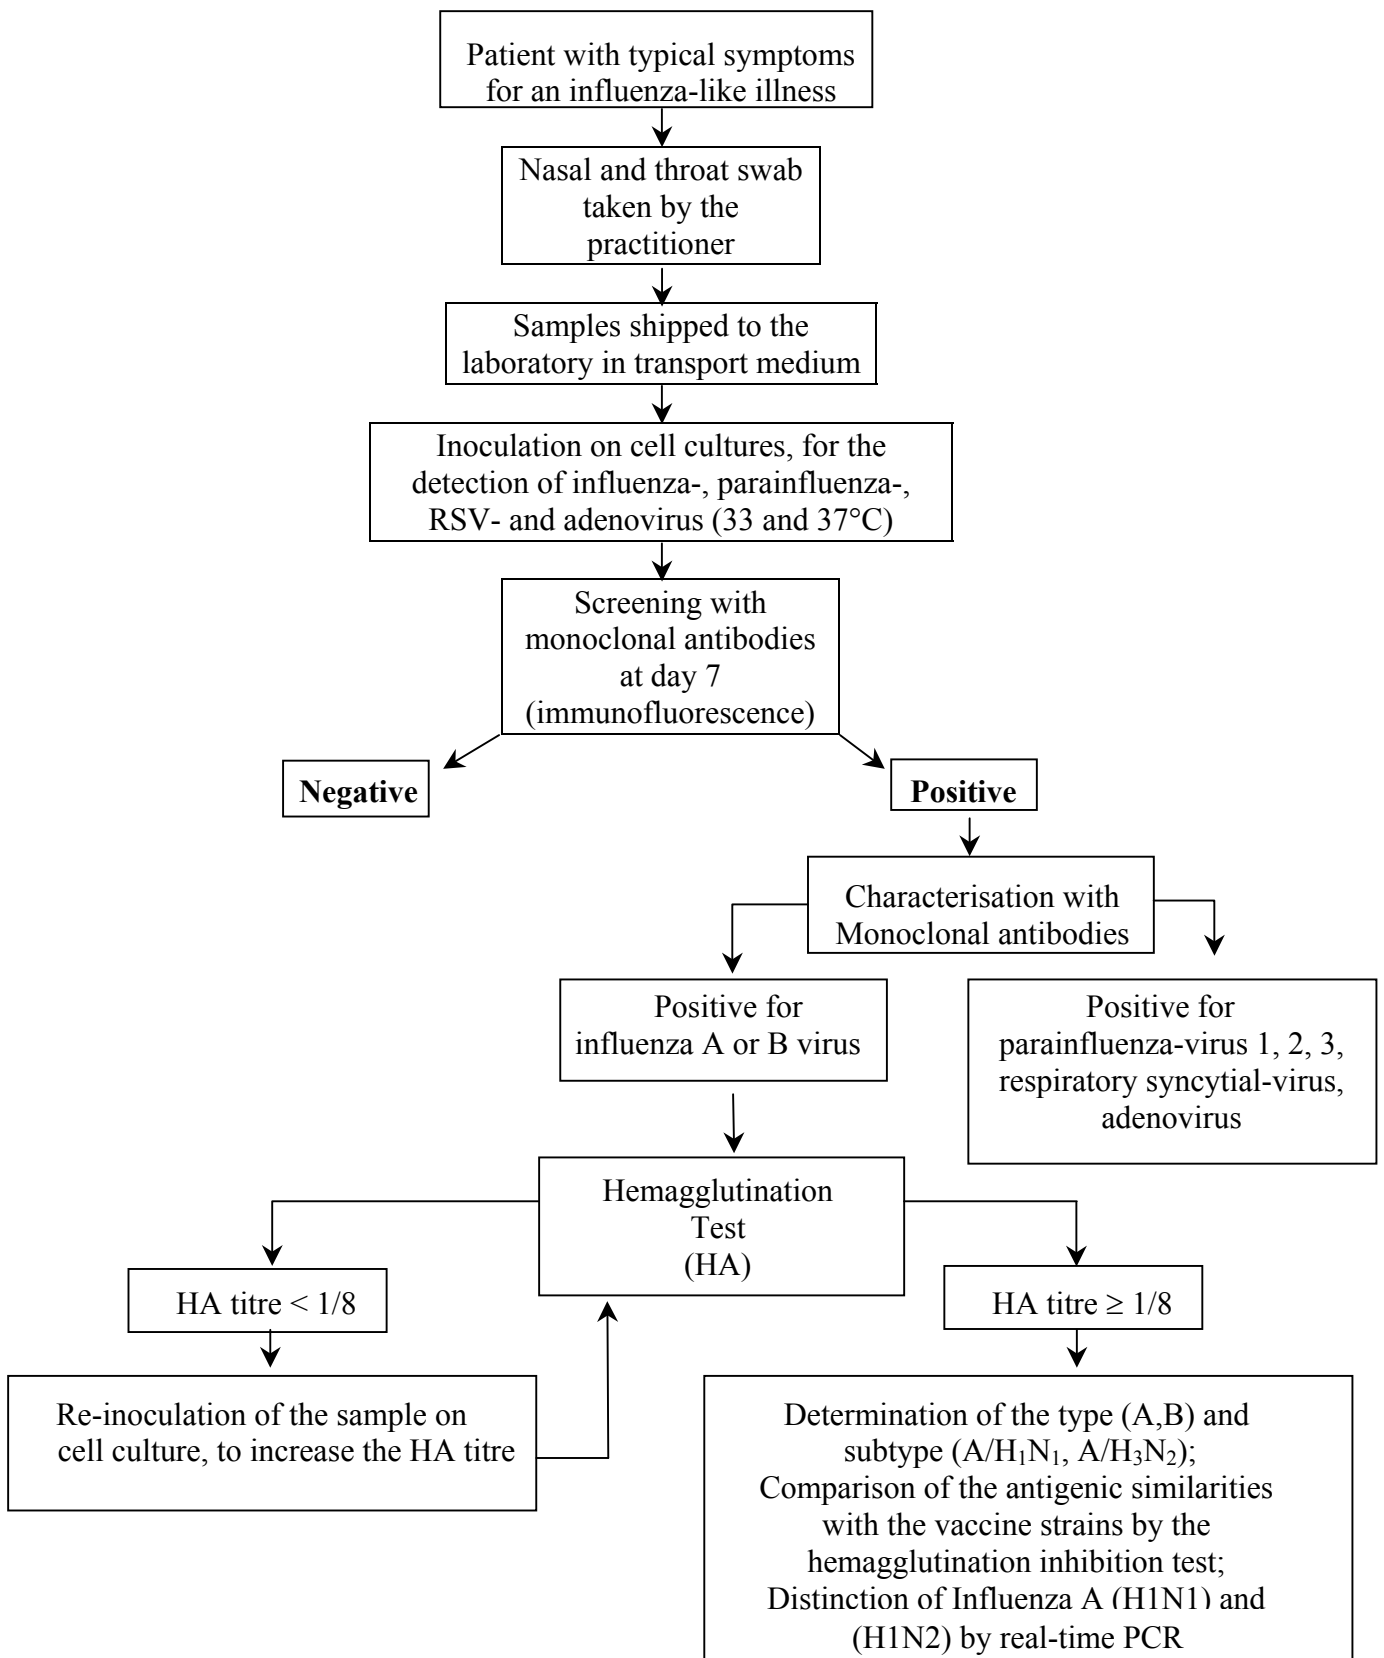 Patient with typical symptoms
for an influenza-like illness
Nasal and throat swab
taken by the
practitioner
Samples shipped to the
laboratory in transport medium
Inoculation on cell cultures, for the
detection of influenza-, parainfluenza-,
RSV- and adenovirus (33 and 37°C)
Screening with
monoclonal antibodies
at day 7
(immunofluorescence)
Negative
Positive
Characterisation with
Monoclonal antibodies
Positive for
influenza A or B virus
Positive for
parainfluenza-virus 1, 2, 3,
respiratory syncytial-virus,
adenovirus
Hemagglutination
Test
(HA)
HA titre < 1/8
HA titre ≥ 1/8
Re-inoculation of the sample on
cell culture, to increase the HA titre
Determination of the type (A,B) and
subtype (A/H₁N₁, A/H₃N₂);
Comparison of the antigenic similarities
with the vaccine strains by the
hemagglutination inhibition test;
Distinction of Influenza A (H1N1) and
(H1N2) by real-time PCR